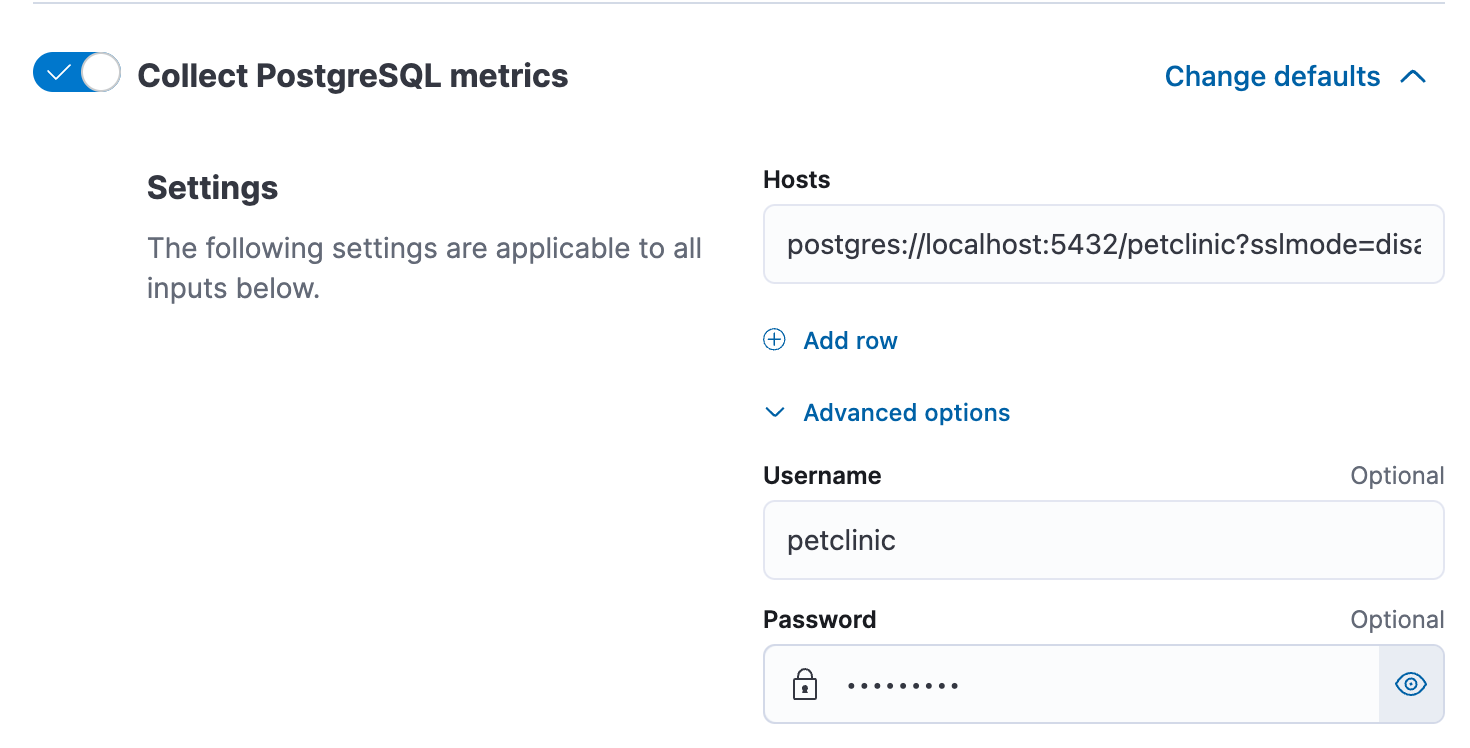 Collect PostgreSQL metrics
Change defaults
Settings
The following settings are applicable to all
inputs below.
Hosts
postgres://localhost:5432/petclinic?sslmode=disa
Add row
Advanced options
Username
Optional
petclinic
Password
Optional
•••••••••